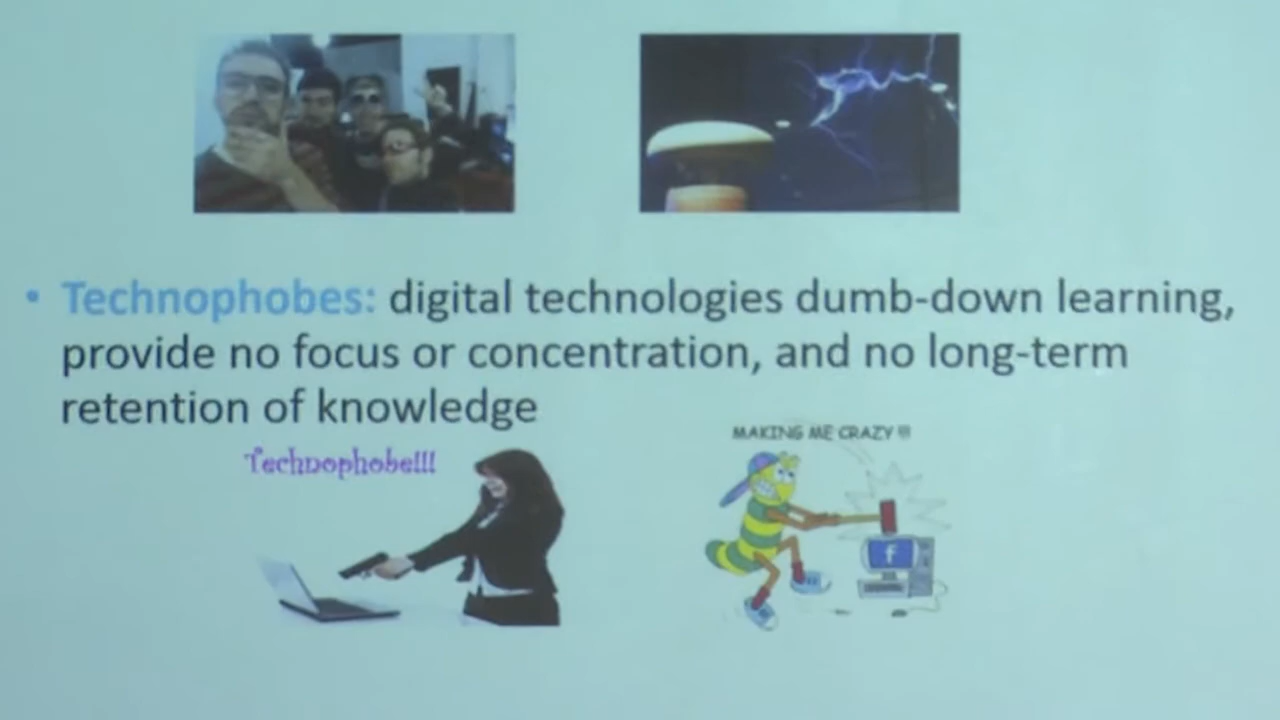 • Technophobes: digital technologies dumb-down learning,
provide no focus or concentration, and no long-term
retention of knowledge
MAKING ME CRAZY !!!
Technophobe!!!
f